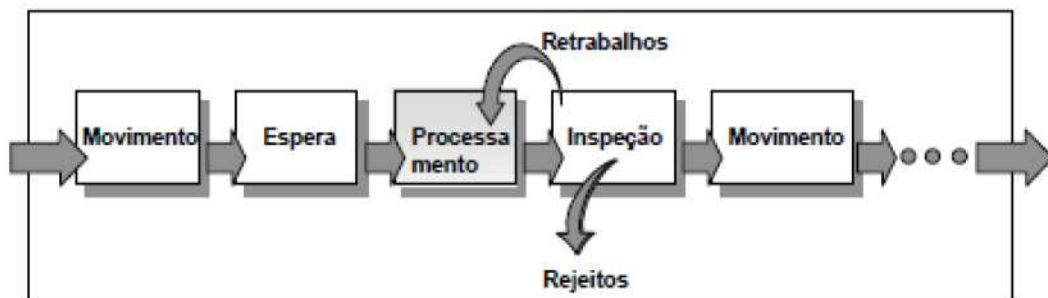 Retrabalhos
Movimento
Espera
Processa
mento
Inspeção
Movimento
Rejeitos